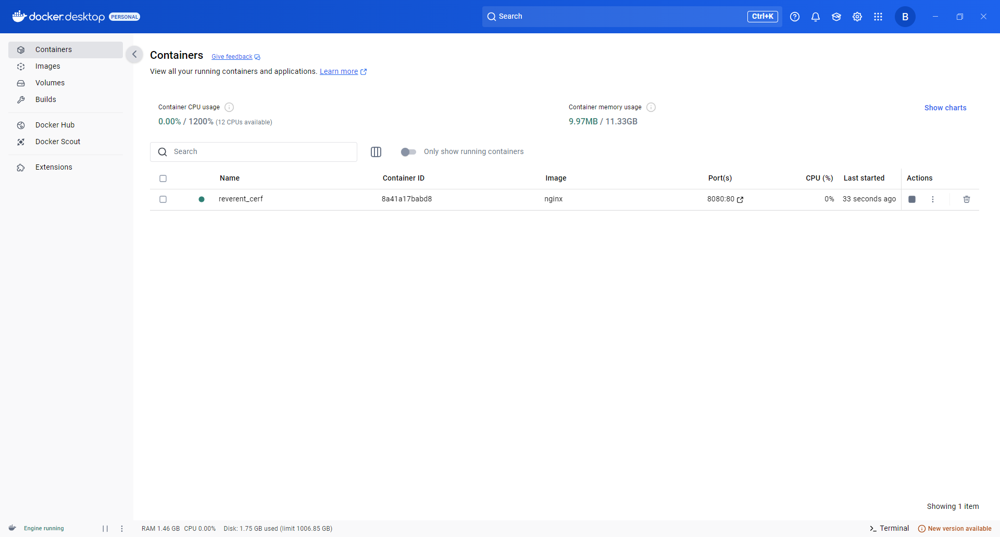 docker.desktop PERSONAL
Search Ctrl+K
B
Containers
Images
Volumes
Builds
Docker Hub
Docker Scout
Extensions
Containers Give feedback
View all your running containers and applications. Learn more
Container CPU usage
0.00% / 1200% (12 CPUs available)
Container memory usage
9.97MB / 11.33GB
Show charts
Search
Only show running containers
Name Container ID Image Port(s) CPU (%) Last started Actions
reverent_cerf 8a41a17babd8 nginx 8080:80 0% 33 seconds ago
Showing 1 item
Engine running RAM 1.46 GB CPU 0.00% Disk: 1.75 GB used (limit 1006.85 GB) Terminal New version available